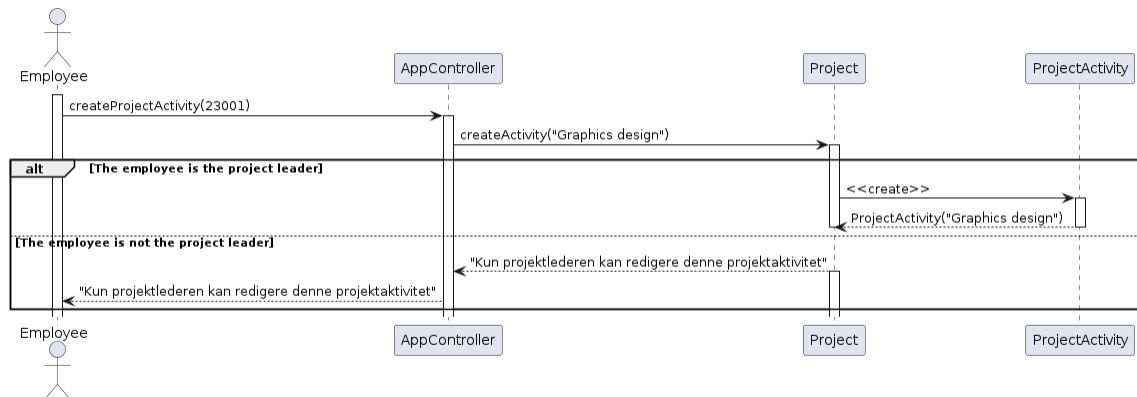 Employee
AppController
Project
ProjectActivity
createProjectActivity(23001)
createActivity("Graphics design")
alt
[The employee is the project leader]
<<create>>
ProjectActivity("Graphics design")
[The employee is not the project leader]
"Kun projektlederen kan redigere denne projektaktivitet"
"Kun projektlederen kan redigere denne projektaktivitet"
Employee
AppController
Project
ProjectActivity